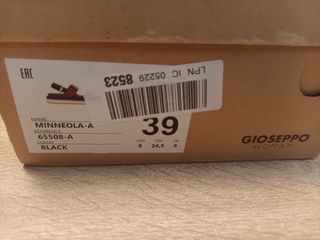 EAC
LPN IC 05229
8523
NAME:
MINNEOLA-A
REFERENCE:
65508-A
COLOR:
BLACK
39
USA CM UK
8 24,5 6
GIOSEPPO
WOMAN